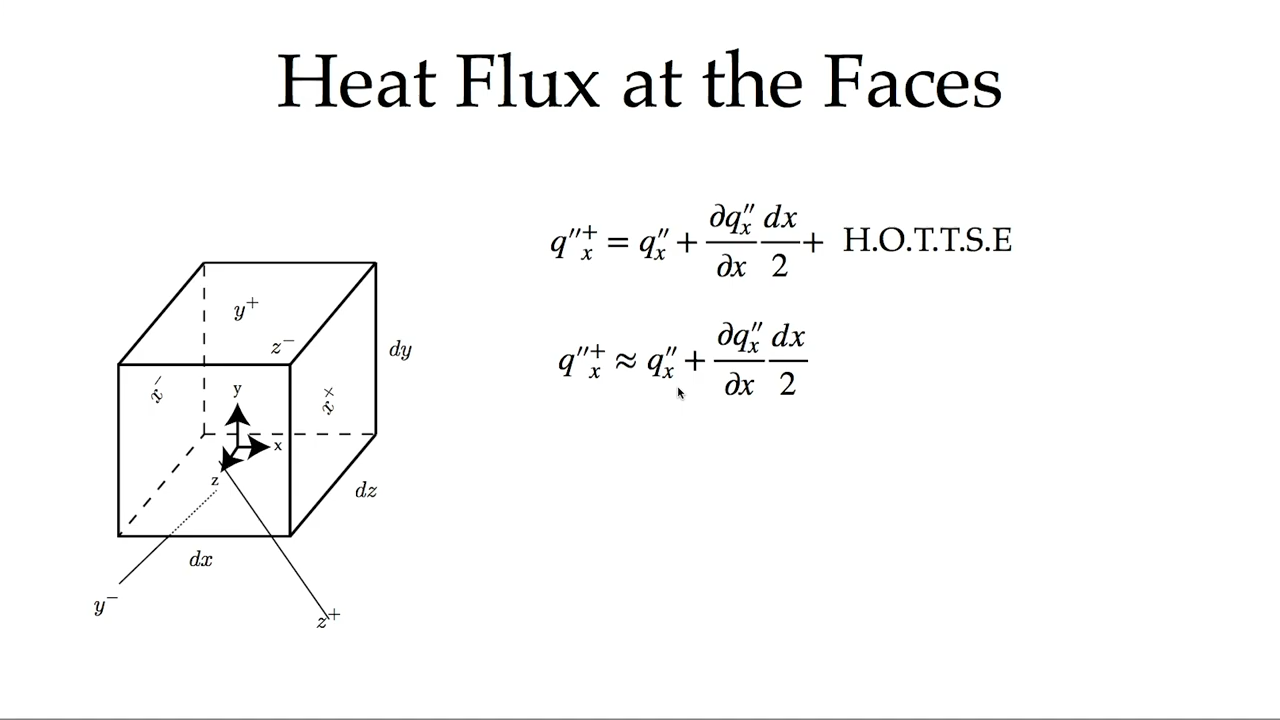 Heat Flux at the Faces
q''⁺ₓ = q''ₓ + ∂q''ₓ/∂x dx/2 + H.O.T.T.S.E
q''⁺ₓ ≈ q''ₓ + ∂q''ₓ/∂x dx/2
y⁺
z⁻
dy
x⁻
x⁺
y
x
z
dz
dx
y⁻
z⁺